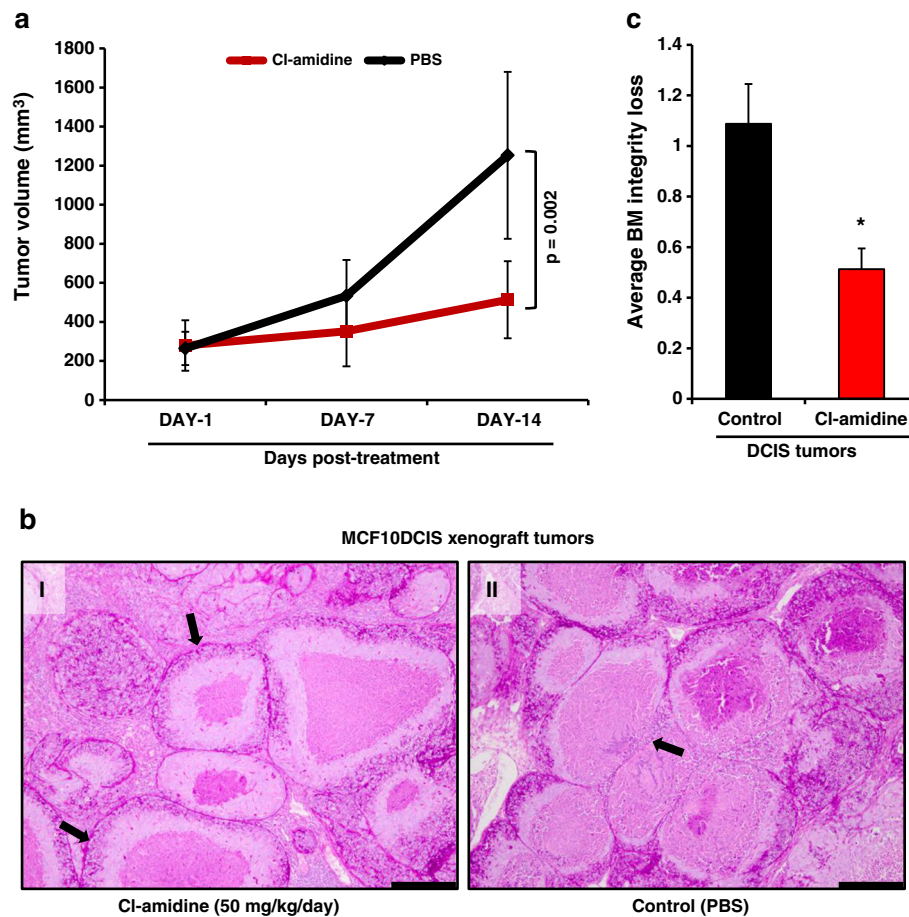 a
1800
1600
1400
1200
1000
800
600
400
200
0
Tumor volume (mm³)
Cl-amidine
PBS
p = 0.002
DAY-1
DAY-7
DAY-14
Days post-treatment
c
1.4
1.2
1
0.8
0.6
0.4
0.2
0
Average BM integrity loss
*
Control
Cl-amidine
DCIS tumors
b
MCF10DCIS xenograft tumors
I
II
Cl-amidine (50 mg/kg/day)
Control (PBS)